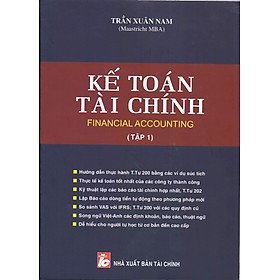 TRẦN XUÂN NAM
(Maastricht MBA)
KẾ TOÁN
TÀI CHÍNH
FINANCIAL ACCOUNTING
(TẬP 1)
Hướng dẫn thực hành T.Tư 200 bằng các ví dụ súc tích
Thực tế kế toán tốt nhất của các công ty thành công
Kỹ thuật lập các báo cáo tài chính hợp nhất, T.Tư 202
Lập Báo cáo dòng tiền tự động theo phương pháp mới
So sánh VAS với IFRS; T.Tư 200 với các quy định cũ
Song ngữ Việt-Anh các định khoản, báo cáo, thuật ngữ
Dễ hiểu cho người tự học từ cơ bản đến cao cấp
NHÀ XUẤT BẢN TÀI CHÍNH